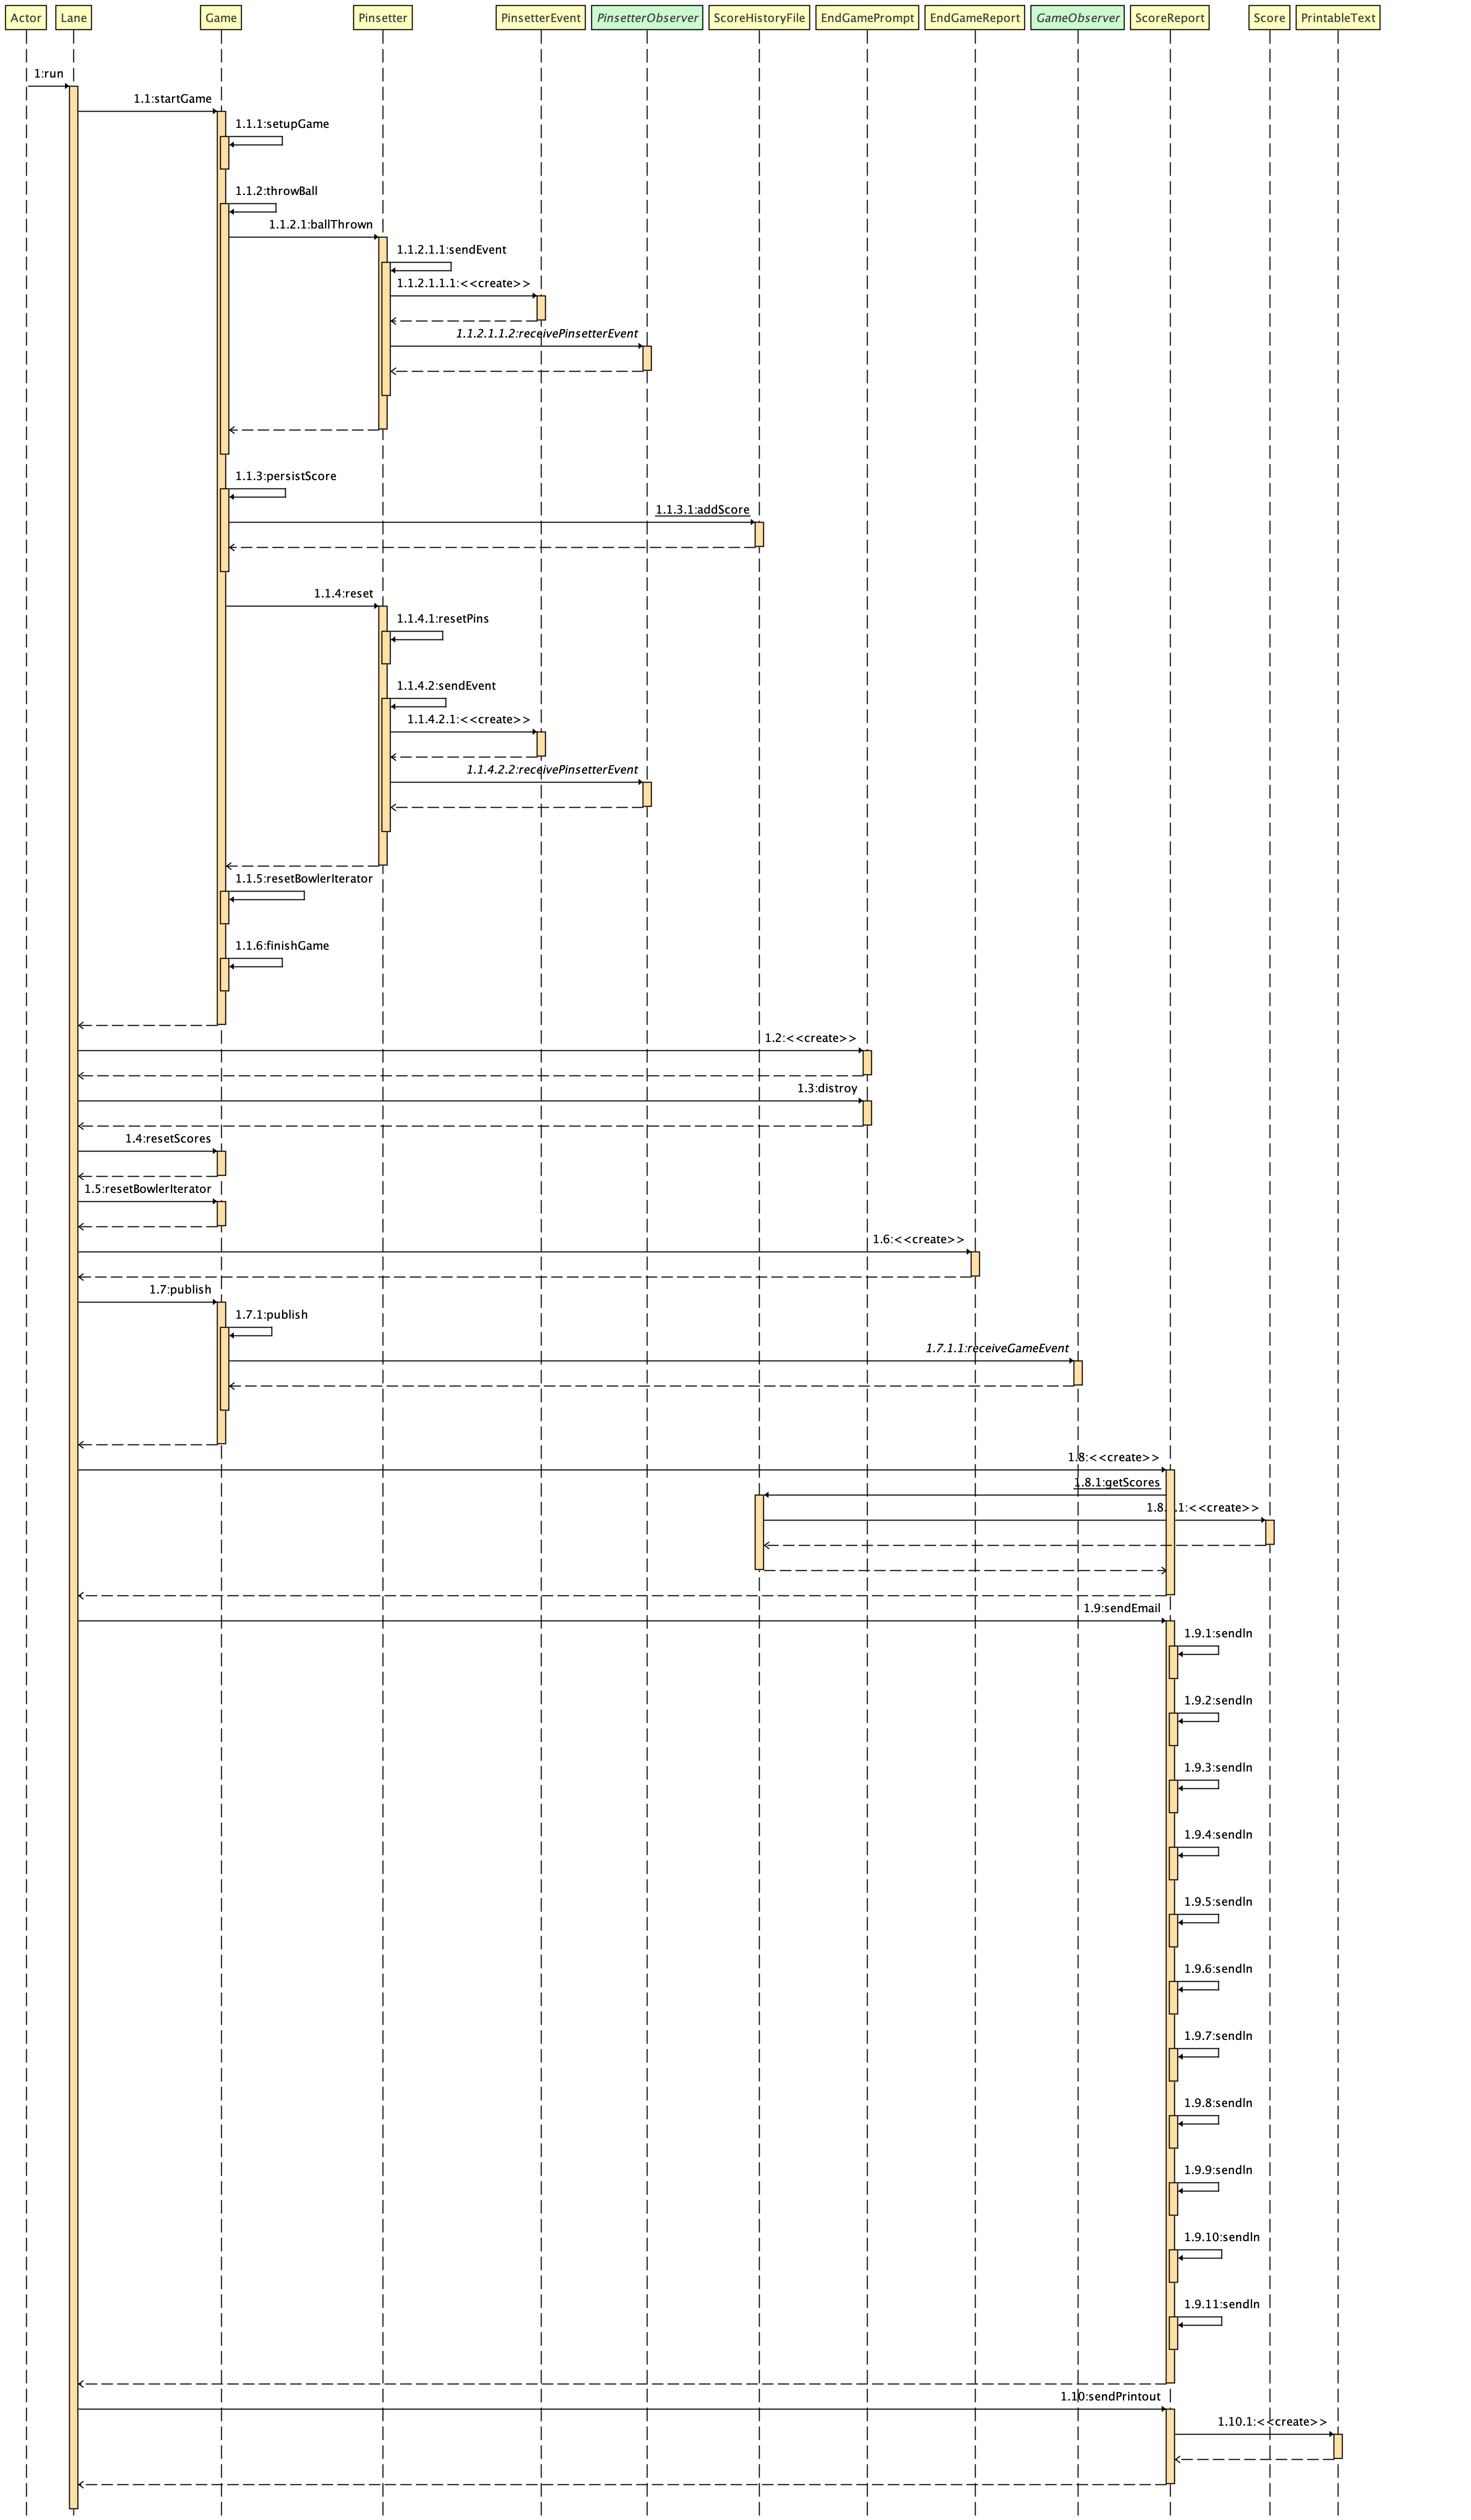 Actor Lane Game Pinsetter PinsetterEvent PinsetterObserver ScoreHistoryFile EndGamePrompt EndGameReport GameObserver ScoreReport Score PrintableText
1:run
1.1:startGame
1.1.1:setupGame
1.1.2:throwBall
1.1.2.1:ballThrown
1.1.2.1.1:sendEvent
1.1.2.1.1.1:<<create>>
1.1.2.1.1.2:receivePinsetterEvent
1.1.3:persistScore
1.1.3.1:addScore
1.1.4:reset
1.1.4.1:resetPins
1.1.4.2:sendEvent
1.1.4.2.1:<<create>>
1.1.4.2.2:receivePinsetterEvent
1.1.5:resetBowlerIterator
1.1.6:finishGame
1.2:<<create>>
1.3:distroy
1.4:resetScores
1.5:resetBowlerIterator
1.6:<<create>>
1.7:publish
1.7.1:publish
1.7.1.1:receiveGameEvent
1.8:<<create>>
1.8.1:getScores
1.8.1.1:<<create>>
1.9:sendEmail
1.9.1:sendln
1.9.2:sendln
1.9.3:sendln
1.9.4:sendln
1.9.5:sendln
1.9.6:sendln
1.9.7:sendln
1.9.8:sendln
1.9.9:sendln
1.9.10:sendln
1.9.11:sendln
1.10:sendPrintout
1.10.1:<<create>>